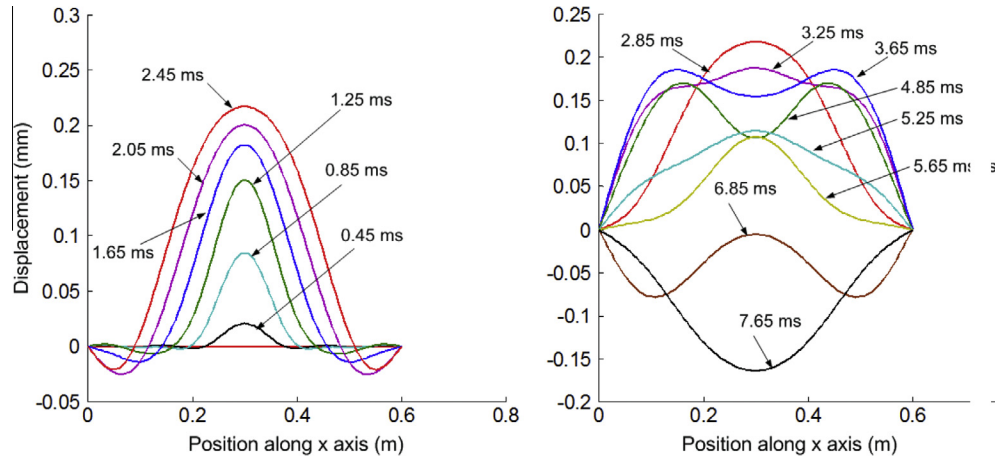 0.3
0.25
0.2
0.15
0.1
0.05
0
-0.05
0
0.2
0.4
0.6
0.8
Displacement (mm)
Position along x axis (m)
2.45 ms
1.25 ms
2.05 ms
0.85 ms
1.65 ms
0.45 ms
0.25
0.2
0.15
0.1
0.05
0
-0.05
-0.1
-0.15
-0.2
0
0.2
0.4
0.6
Position along x axis (m)
2.85 ms
3.25 ms
3.65 ms
4.85 ms
5.25 ms
5.65 ms
6.85 ms
7.65 ms